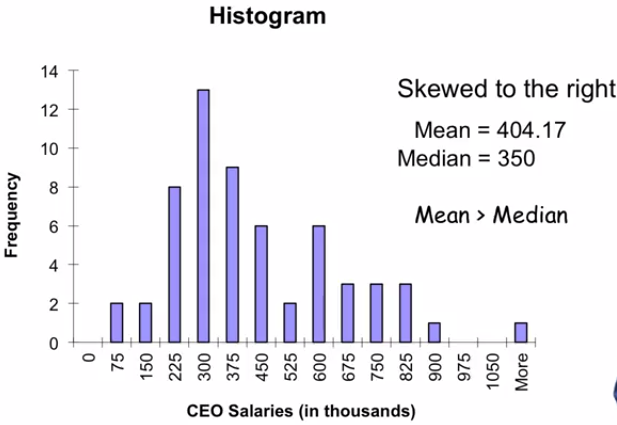 Histogram
Skewed to the right
Mean = 404.17
Median = 350
Mean > Median
Frequency
14
12
10
8
6
4
2
0
0 75 150 225 300 375 450 525 600 675 750 825 900 975 1050 More
CEO Salaries (in thousands)